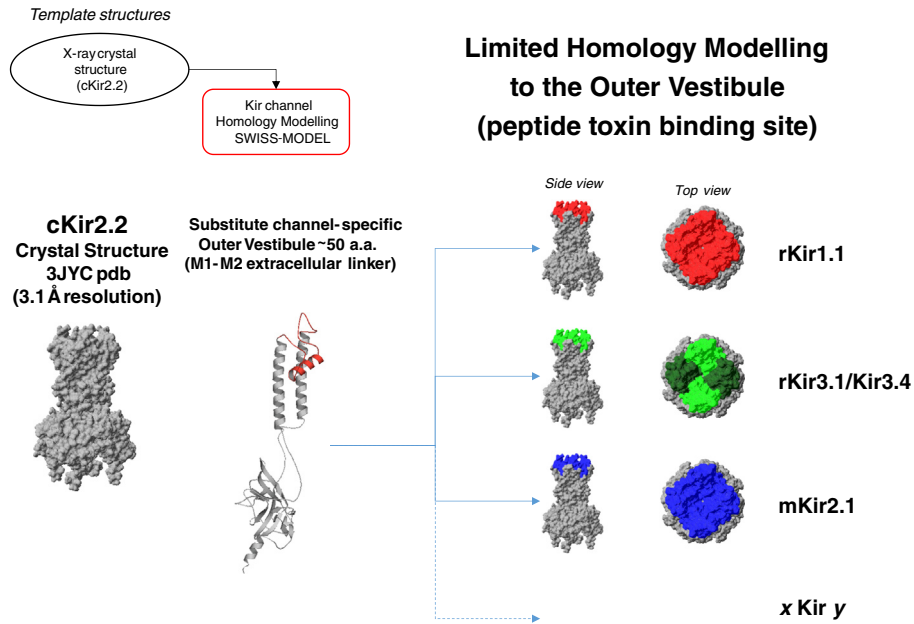 Template structures
X-ray crystal
structure
(cKir2.2)
Kir channel
Homology Modelling
SWISS-MODEL
Limited Homology Modelling
to the Outer Vestibule
(peptide toxin binding site)
cKir2.2
Crystal Structure
3JYC pdb
(3.1 Å resolution)
Substitute channel-specific
Outer Vestibule ~50 a.a.
(M1-M2 extracellular linker)
Side view
Top view
rKir1.1
rKir3.1/Kir3.4
mKir2.1
x Kir y